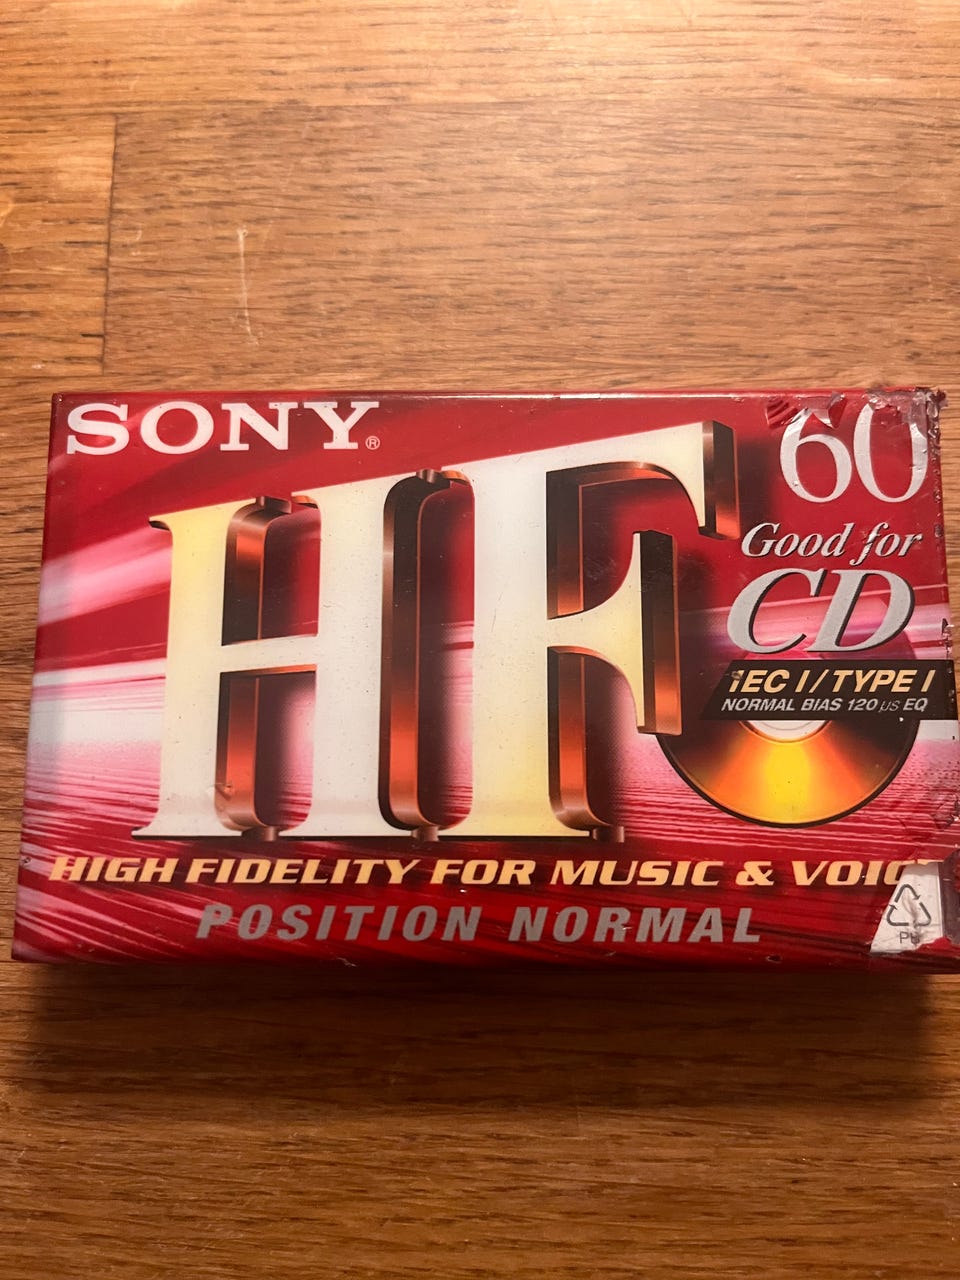 SONY®
60
Good for
CD
HF
IEC I / TYPE I
NORMAL BIAS 120 µs EQ
HIGH FIDELITY FOR MUSIC &
POSITION NORMAL